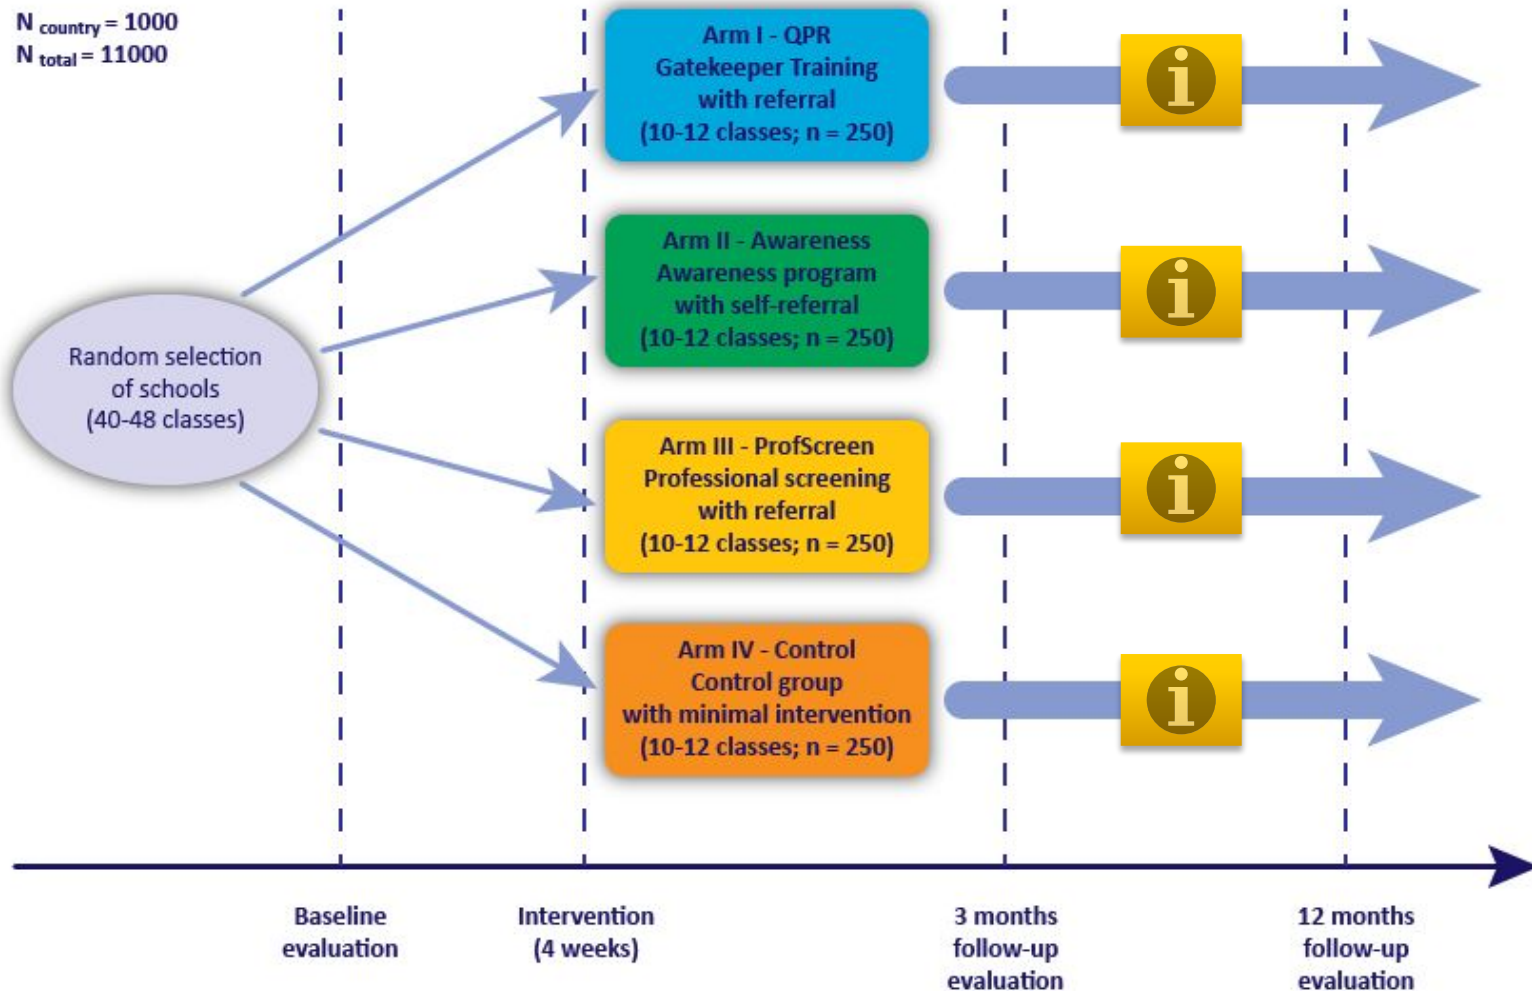 N country = 1000
N total = 11000
Random selection
of schools
(40-48 classes)
Arm I - QPR
Gatekeeper Training
with referral
(10-12 classes; n = 250)
Arm II - Awareness
Awareness program
with self-referral
(10-12 classes; n = 250)
Arm III - ProfScreen
Professional screening
with referral
(10-12 classes; n = 250)
Arm IV - Control
Control group
with minimal intervention
(10-12 classes; n = 250)
i
i
i
i
Baseline
evaluation
Intervention
(4 weeks)
3 months
follow-up
evaluation
12 months
follow-up
evaluation